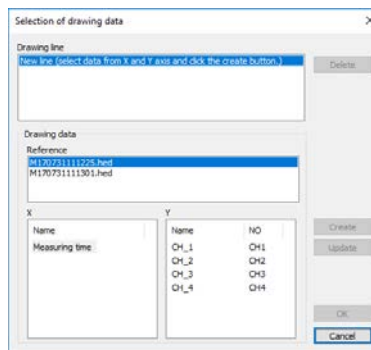 Selection of drawing data
Drawing line
New line (select data from X and Y axis and click the create button.)
Delete
Drawing data
Reference
M170731111225.hed
M170731111301.hed
X
Y
Name
Name NO
Create
Measuring time
CH_1 CH1
Update
CH_2 CH2
CH_3 CH3
CH_4 CH4
OK
Cancel